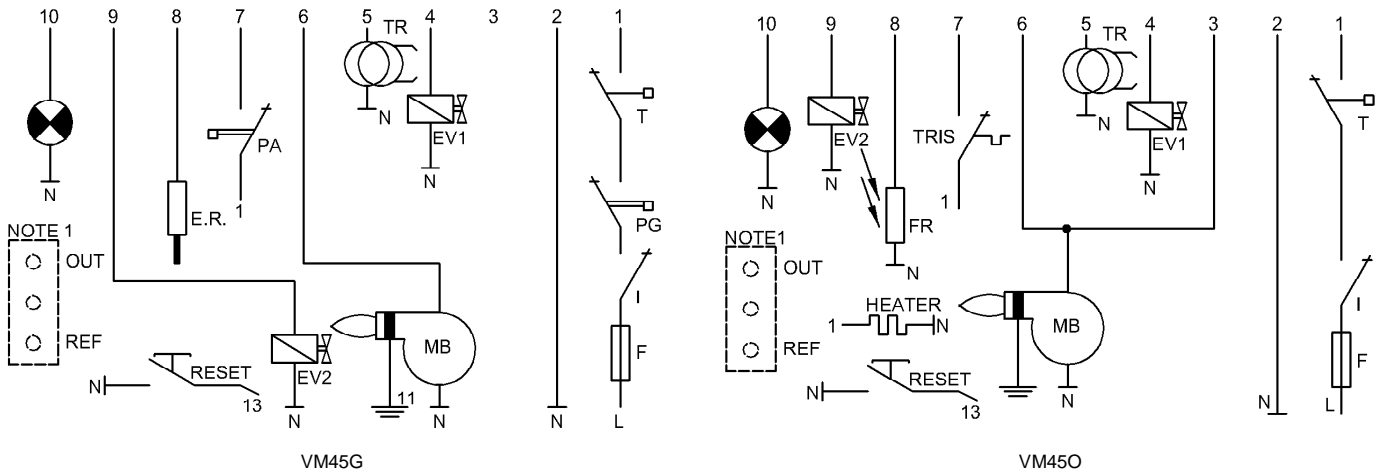 10 9 8 7 6 5 4 3 2 1
TR
N
T
EV1
PA
N
N
1
E.R.
PG
NOTE 1
OUT
I
REF
MB
F
RESET
EV2
N
13
11
N
N
N
L
VM45G
10 9 8 7 6 5 4 3 2 1
TR
N
T
EV2
TRIS
EV1
N
N
1
N
FR
NOTE1
N
OUT
HEATER
I
1
N
MB
REF
F
RESET
N
13
N
N
L
VM45O